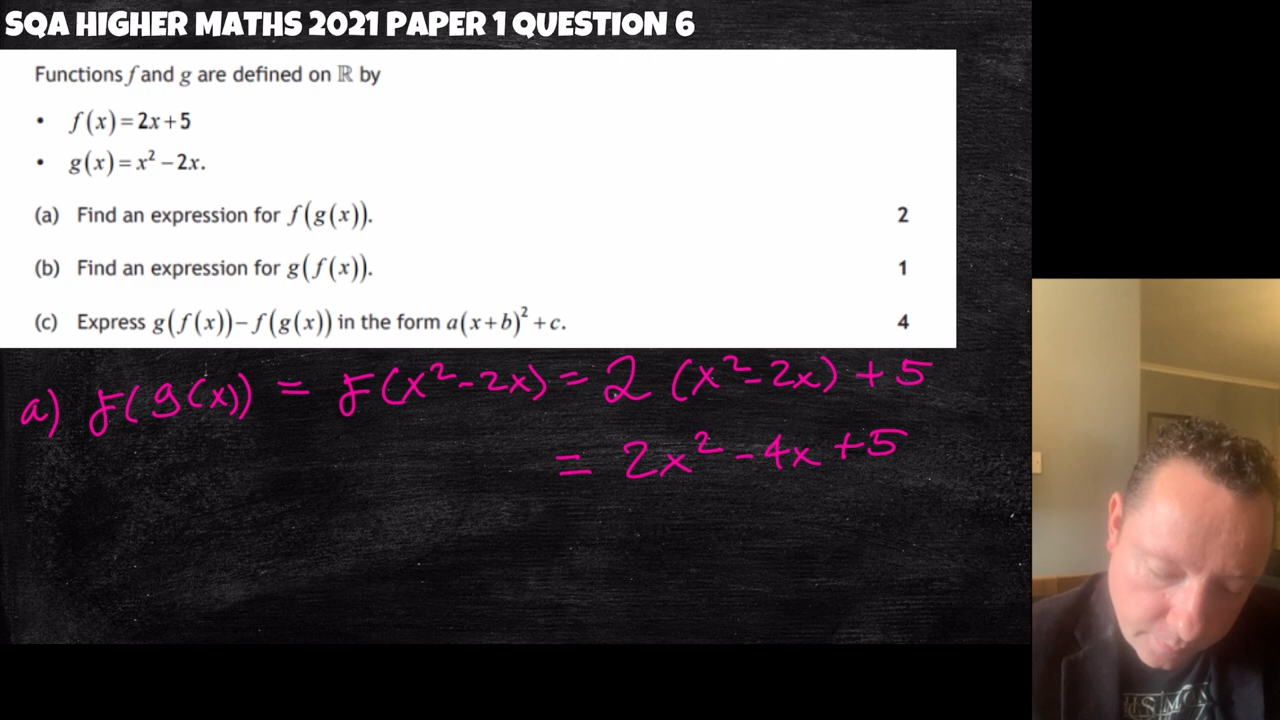 SQA HIGHER MATHS 2021 PAPER 1 QUESTION 6
Functions f and g are defined on ℝ by
• f(x)=2x+5
• g(x)=x²−2x.
(a) Find an expression for f(g(x)). 2
(b) Find an expression for g(f(x)). 1
(c) Express g(f(x))−f(g(x)) in the form a(x+b)²+c. 4
a) f(g(x)) = f(x²-2x) = 2(x²-2x)+5
= 2x²-4x+5